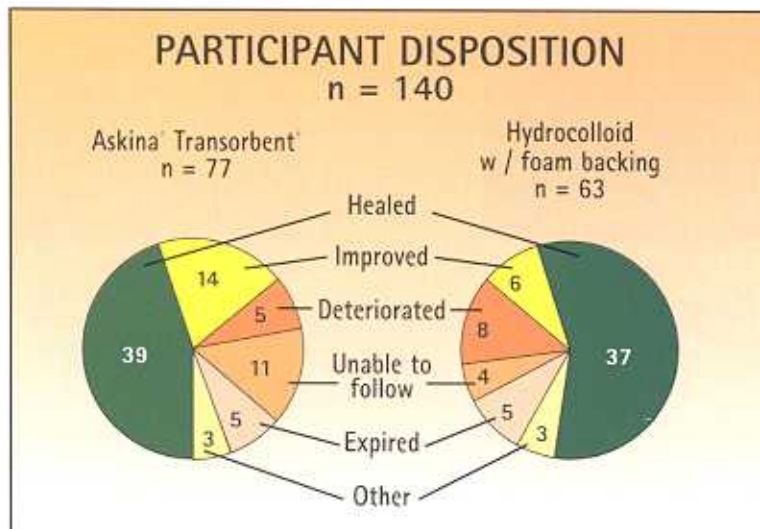 PARTICIPANT DISPOSITION
n = 140
Askina' Transorbent'
n = 77
Hydrocolloid
w / foam backing
n = 63
Healed
Improved
Deteriorated
Unable to
follow
Expired
Other
39
14
5
11
5
3
6
8
4
5
3
37